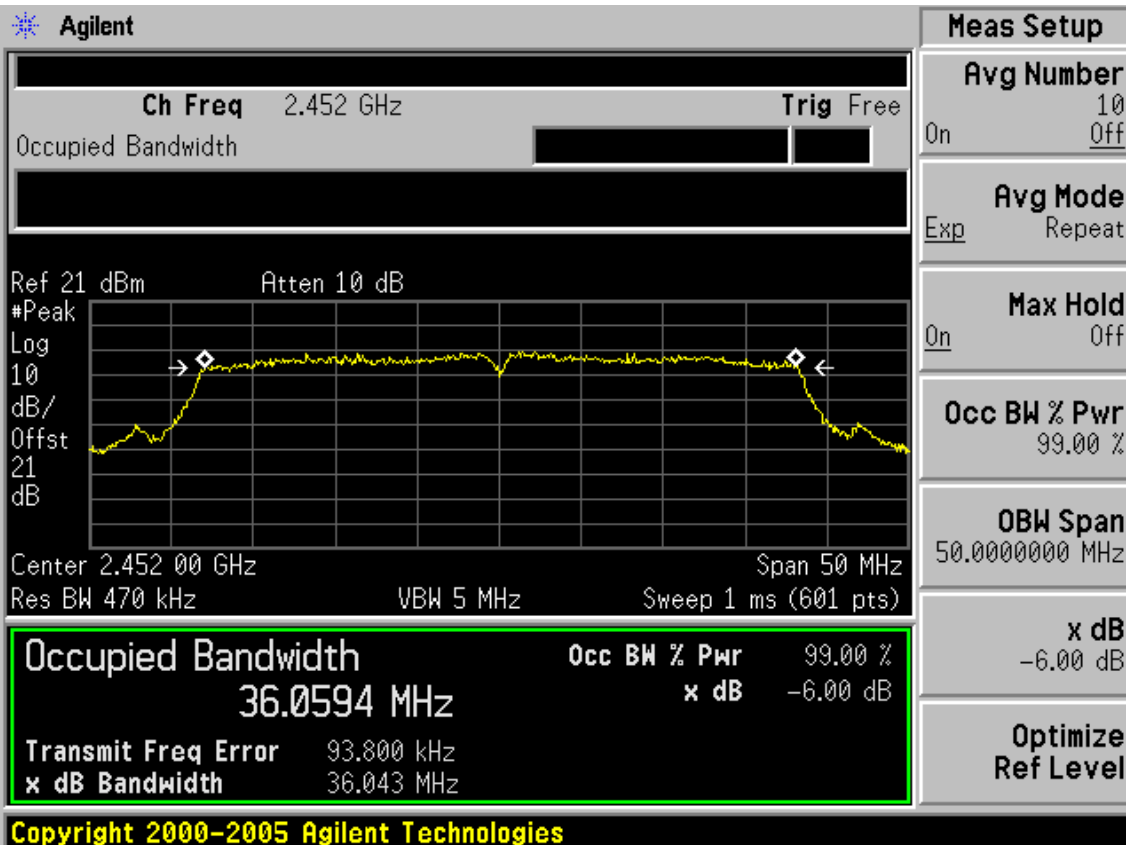 Agilent
Ch Freq 2.452 GHz Trig Free
Occupied Bandwidth
Ref 21 dBm Atten 10 dB
#Peak
Log
10
dB/
Offst
21
dB
Center 2.452 00 GHz Span 50 MHz
Res BW 470 kHz VBW 5 MHz Sweep 1 ms (601 pts)
Occupied Bandwidth Occ BW % Pwr 99.00 %
36.0594 MHz x dB -6.00 dB
Transmit Freq Error 93.800 kHz
x dB Bandwidth 36.043 MHz
Copyright 2000-2005 Agilent Technologies
Meas Setup
Avg Number
10
On Off
Avg Mode
Exp Repeat
Max Hold
On Off
Occ BW % Pwr
99.00 %
OBW Span
50.0000000 MHz
x dB
-6.00 dB
Optimize
Ref Level